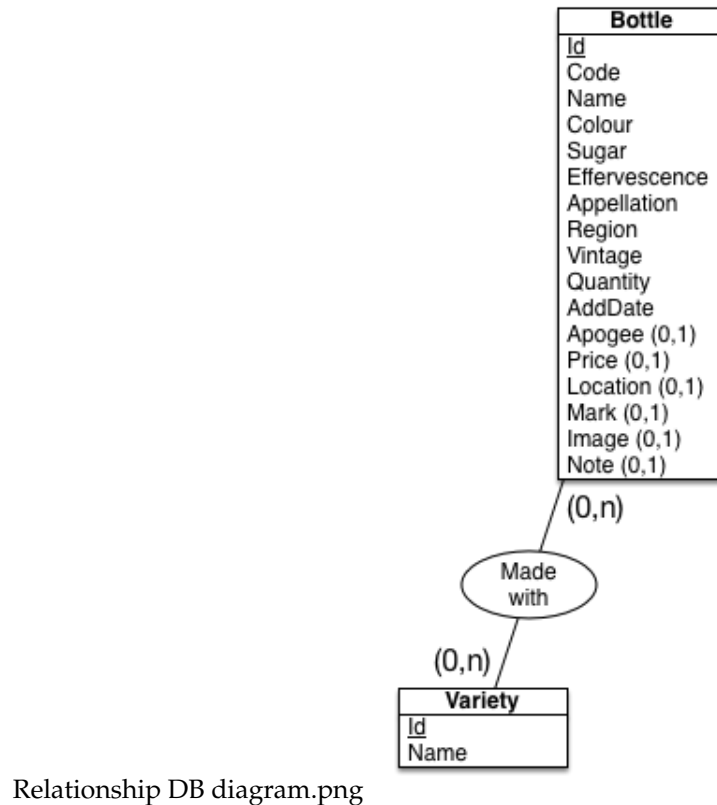 Bottle
Id
Code
Name
Colour
Sugar
Effervescence
Appellation
Region
Vintage
Quantity
AddDate
Apogee (0,1)
Price (0,1)
Location (0,1)
Mark (0,1)
Image (0,1)
Note (0,1)
(0,n)
Made
with
(0,n)
Variety
Id
Name
Relationship DB diagram.png